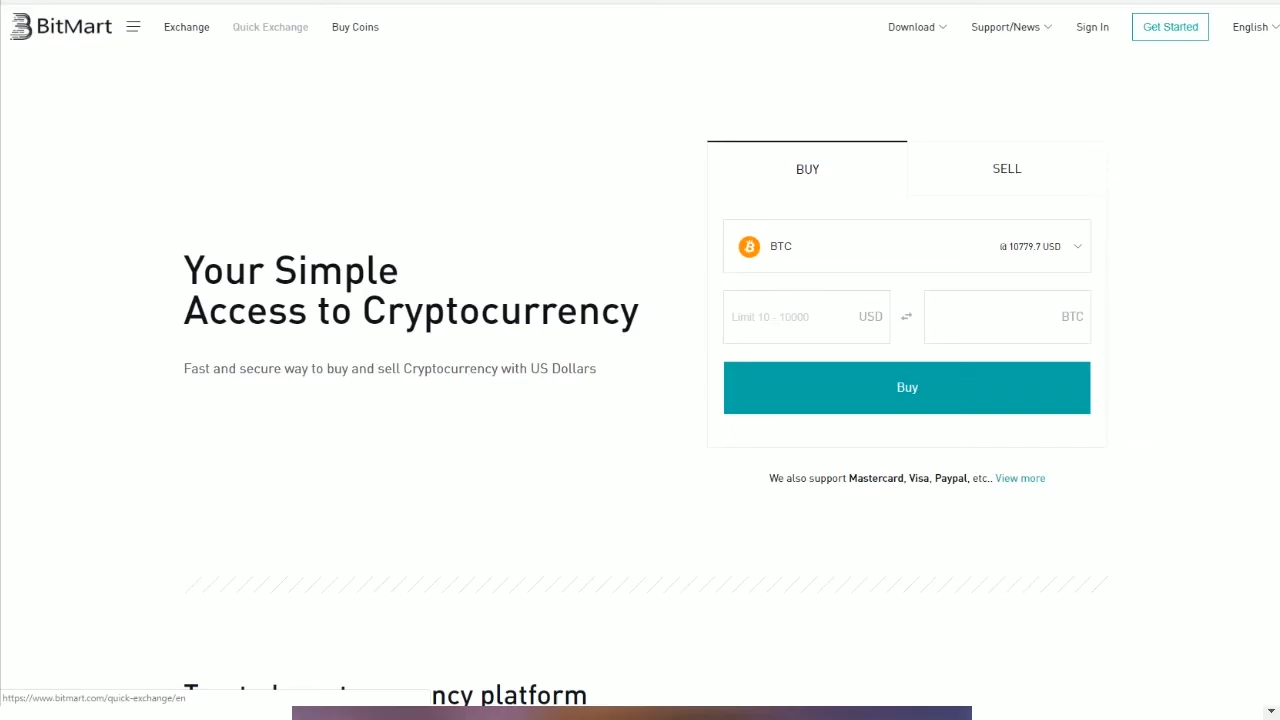 BitMart
Exchange
Quick Exchange
Buy Coins
Download
Support/News
Sign In
Get Started
English
BUY
SELL
BTC
@ 10779.7 USD
Your Simple
Access to Cryptocurrency
Limit 10 - 10000
USD
BTC
Fast and secure way to buy and sell Cryptocurrency with US Dollars
Buy
We also support Mastercard, Visa, Paypal, etc.. View more
ncy platform
https://www.bitmart.com/quick-exchange/en